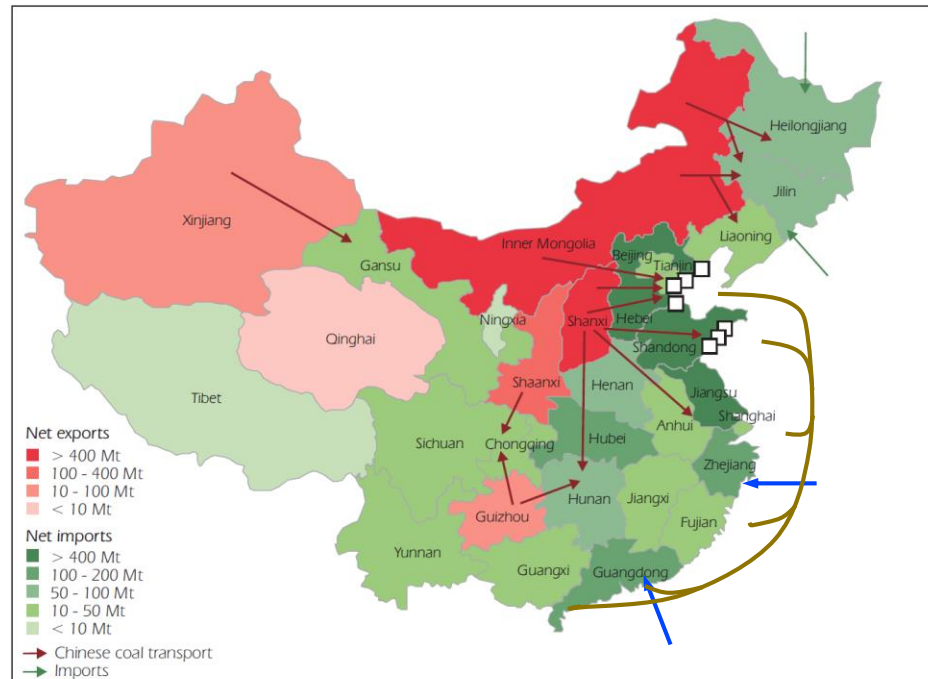 Heilongjiang
Jilin
Xinjiang
Liaoning
Inner Mongolia
Beijing
Gansu
Tianjin
Ningxia
Hebei
Shanxi
Qinghai
Shandong
Shaanxi
Henan
Tibet
Jiangsu
Shanghai
Anhui
Sichuan
Chongqing
Hubei
Zhejiang
Hunan
Jiangxi
Guizhou
Fujian
Yunnan
Guangxi
Guangdong
Net exports
> 400 Mt
100 - 400 Mt
10 - 100 Mt
< 10 Mt
Net imports
> 400 Mt
100 - 200 Mt
50 - 100 Mt
10 - 50 Mt
< 10 Mt
Chinese coal transport
Imports